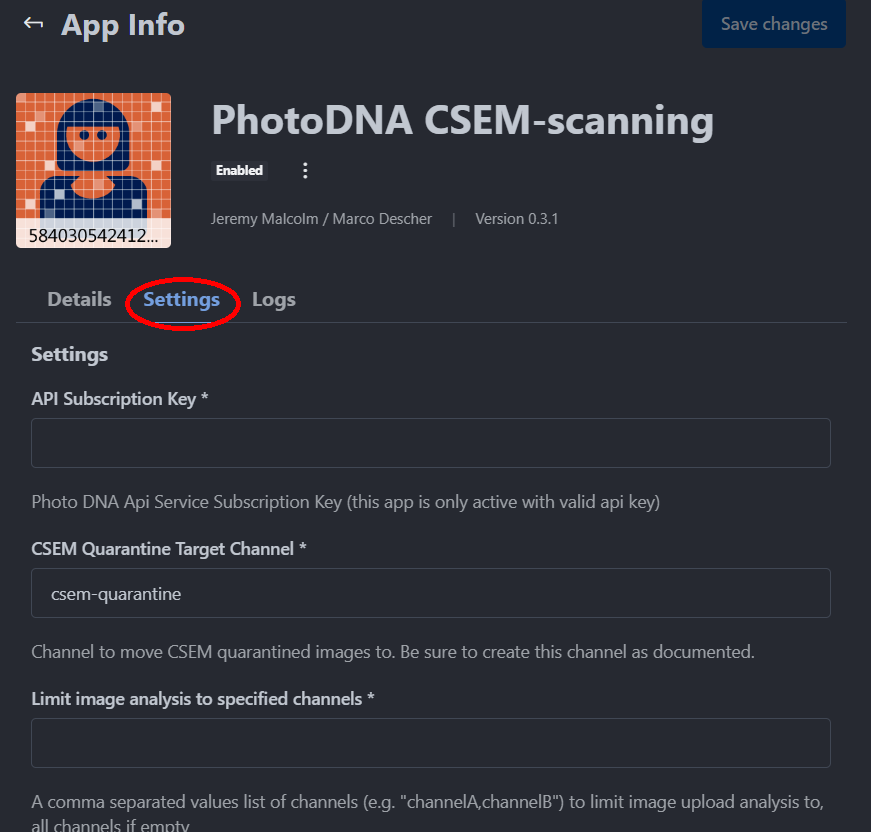 App Info
Save changes
PhotoDNA CSEM-scanning
Enabled
584030542412...
Jeremy Malcolm / Marco Descher | Version 0.3.1
Details Settings Logs
Settings
API Subscription Key *
Photo DNA Api Service Subscription Key (this app is only active with valid api key)
CSEM Quarantine Target Channel *
csem-quarantine
Channel to move CSEM quarantined images to. Be sure to create this channel as documented.
Limit image analysis to specified channels *
A comma separated values list of channels (e.g. "channelA,channelB") to limit image upload analysis to,
all channels if empty